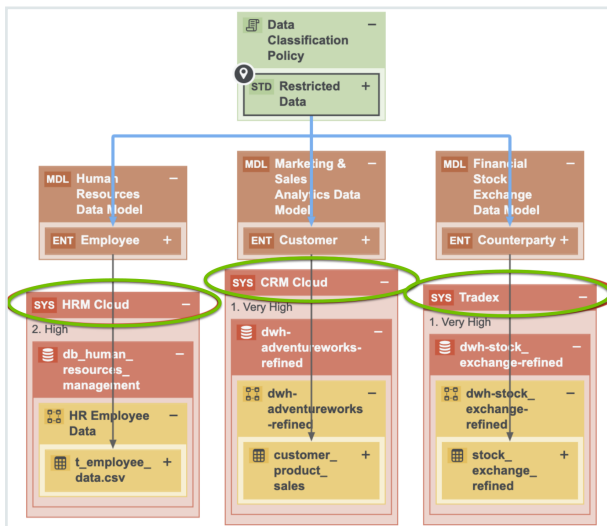 Data
Classification
Policy
−
STD Restricted
Data
+
MDL Human
Resources
Data Model
−
ENT Employee +
SYS HRM Cloud −
2. High
db_human_
resources_
management
−
HR Employee
Data
−
t_employee_
data.csv
+
MDL Marketing &
Sales
Analytics Data
Model
−
ENT Customer +
SYS CRM Cloud −
1. Very High
dwh-
adventureworks-
refined
−
dwh-
adventureworks
-refined
−
customer_
product_
sales
+
MDL Financial
Stock
Exchange
Data Model
−
ENT Counterparty +
SYS Tradex −
1. Very High
dwh-stock_
exchange-refined
−
dwh-stock_
exchange-
refined
−
stock_
exchange_
refined
+